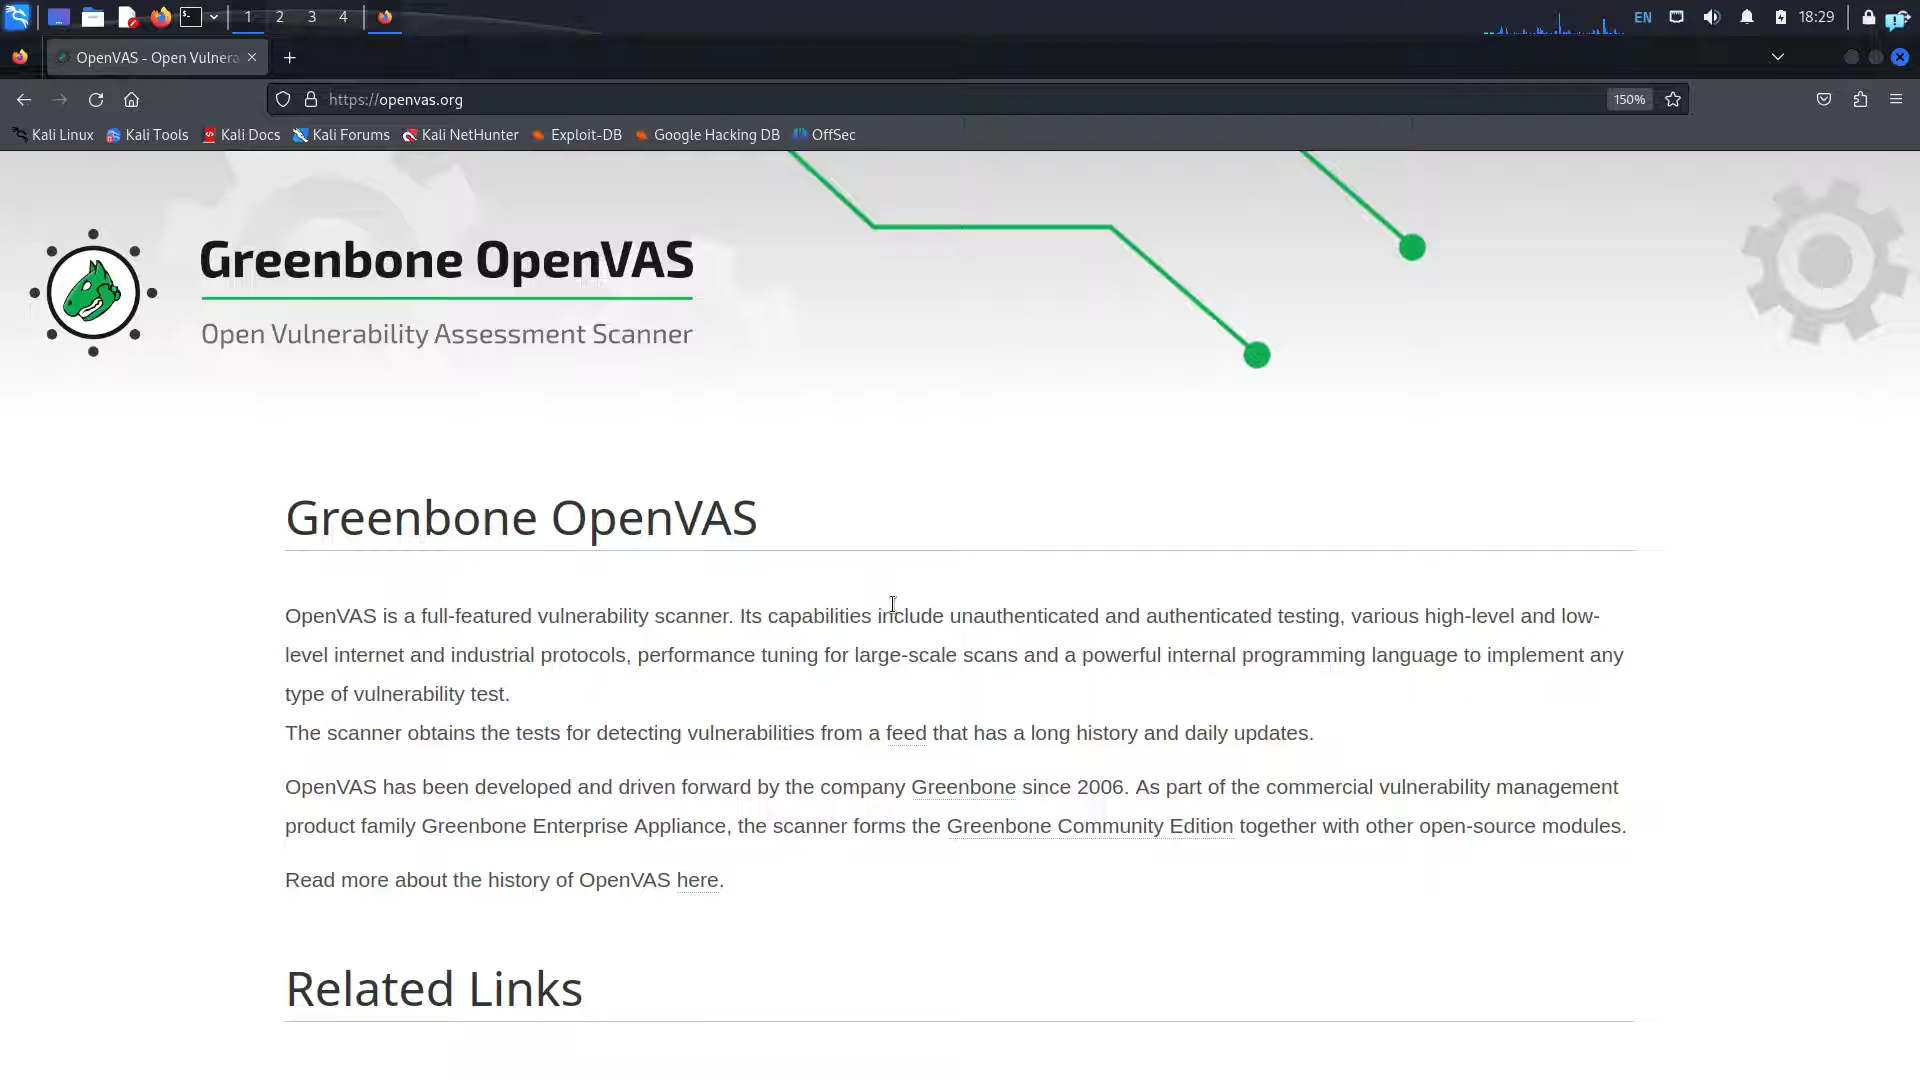 1 2 3 4 EN 18:29
OpenVAS - Open Vulnera
https://openvas.org 150%
Kali Linux Kali Tools Kali Docs Kali Forums Kali NetHunter Exploit-DB Google Hacking DB OffSec
Greenbone OpenVAS
Open Vulnerability Assessment Scanner
Greenbone OpenVAS
OpenVAS is a full-featured vulnerability scanner. Its capabilities include unauthenticated and authenticated testing, various high-level and low-
level internet and industrial protocols, performance tuning for large-scale scans and a powerful internal programming language to implement any
type of vulnerability test.
The scanner obtains the tests for detecting vulnerabilities from a feed that has a long history and daily updates.
OpenVAS has been developed and driven forward by the company Greenbone since 2006. As part of the commercial vulnerability management
product family Greenbone Enterprise Appliance, the scanner forms the Greenbone Community Edition together with other open-source modules.
Read more about the history of OpenVAS here.
Related Links